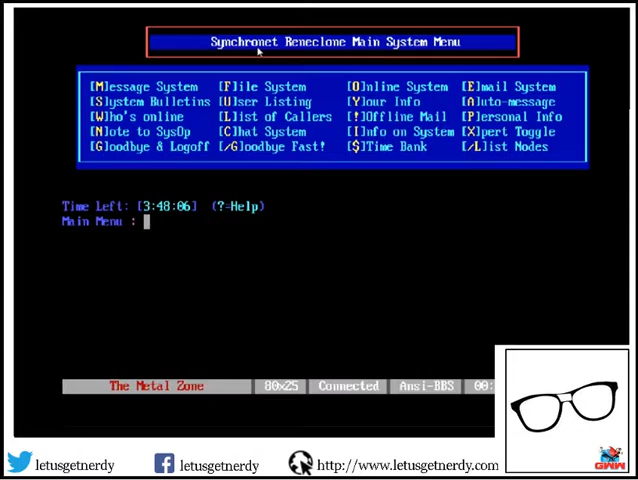 Synchronet Reneclone Main System Menu
[M]essage System [F]ile System [O]nline System [E]mail System
[S]ystem Bulletins [U]ser Listing [Y]our Info [A]uto-message
[W]ho's online [L]ist of Callers [!]Offline Mail [P]ersonal Info
[N]ote to SysOp [C]hat System [I]nfo on System [X]pert Toggle
[G]oodbye & Logoff [/G]oodbye Fast! [$]Time Bank [/L]ist Nodes
Time Left: [3:48:06] (?=Help)
Main Menu :
The Metal Zone 80x25 Connected Ansi-BBS 00:
GWW
letusgetnerdy letusgetnerdy http://www.letusgetnerdy.com